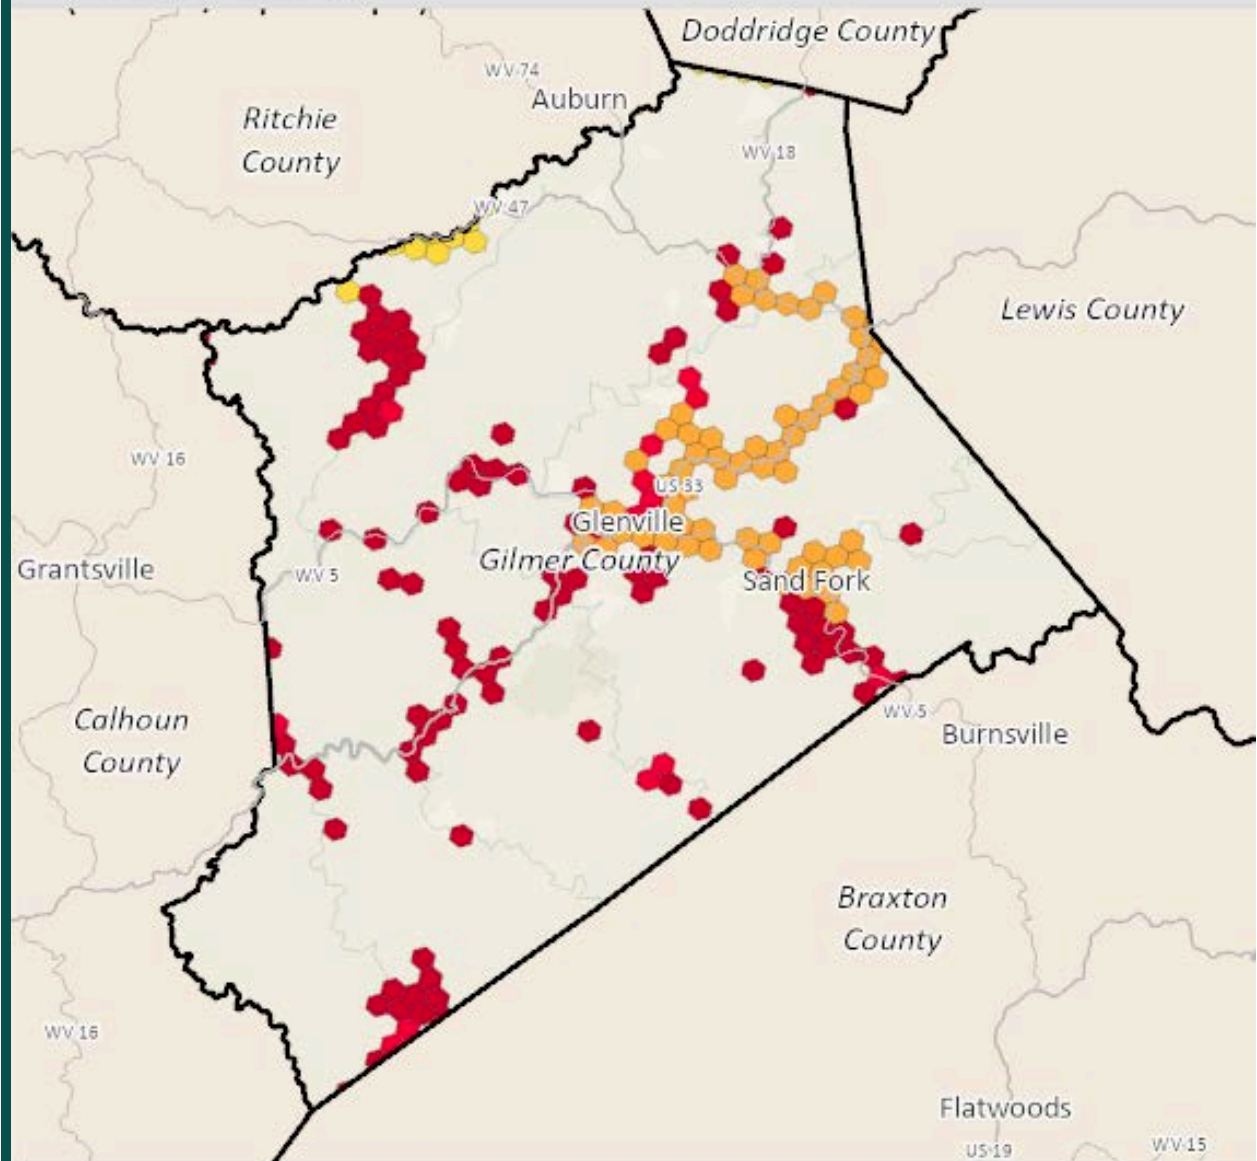 Doddridge County
WV 74
Auburn
Ritchie
County
WV 18
WV 47
Lewis County
WV 16
US 33
Glenville
Gilmer County
Grantsville
WV 5
Sand Fork
Calhoun
County
WV 5
Burnsville
Braxton
County
WV 16
Flatwoods
US 19
WV 15